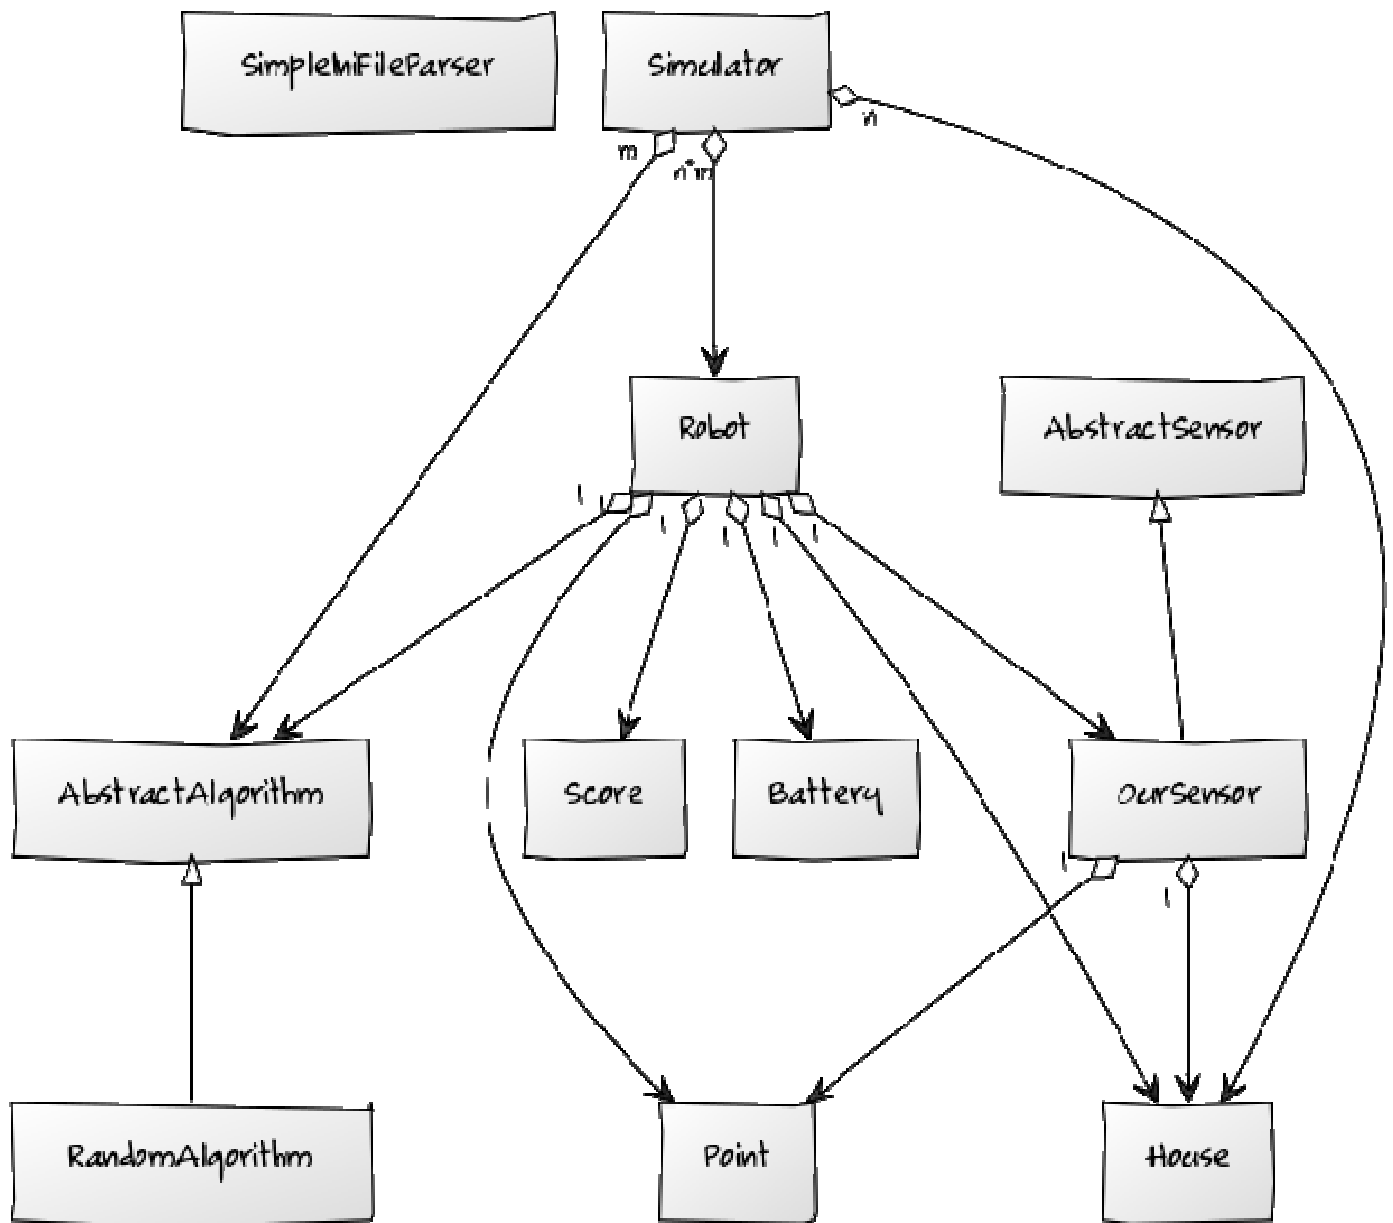 SimpleIniFileParser
Simulator
n
m
n*m
Robot
AbstractSensor
1
1
1
1
1
1
AbstractAlgorithm
Score
Battery
OurSensor
1
1
RandomAlgorithm
Point
House